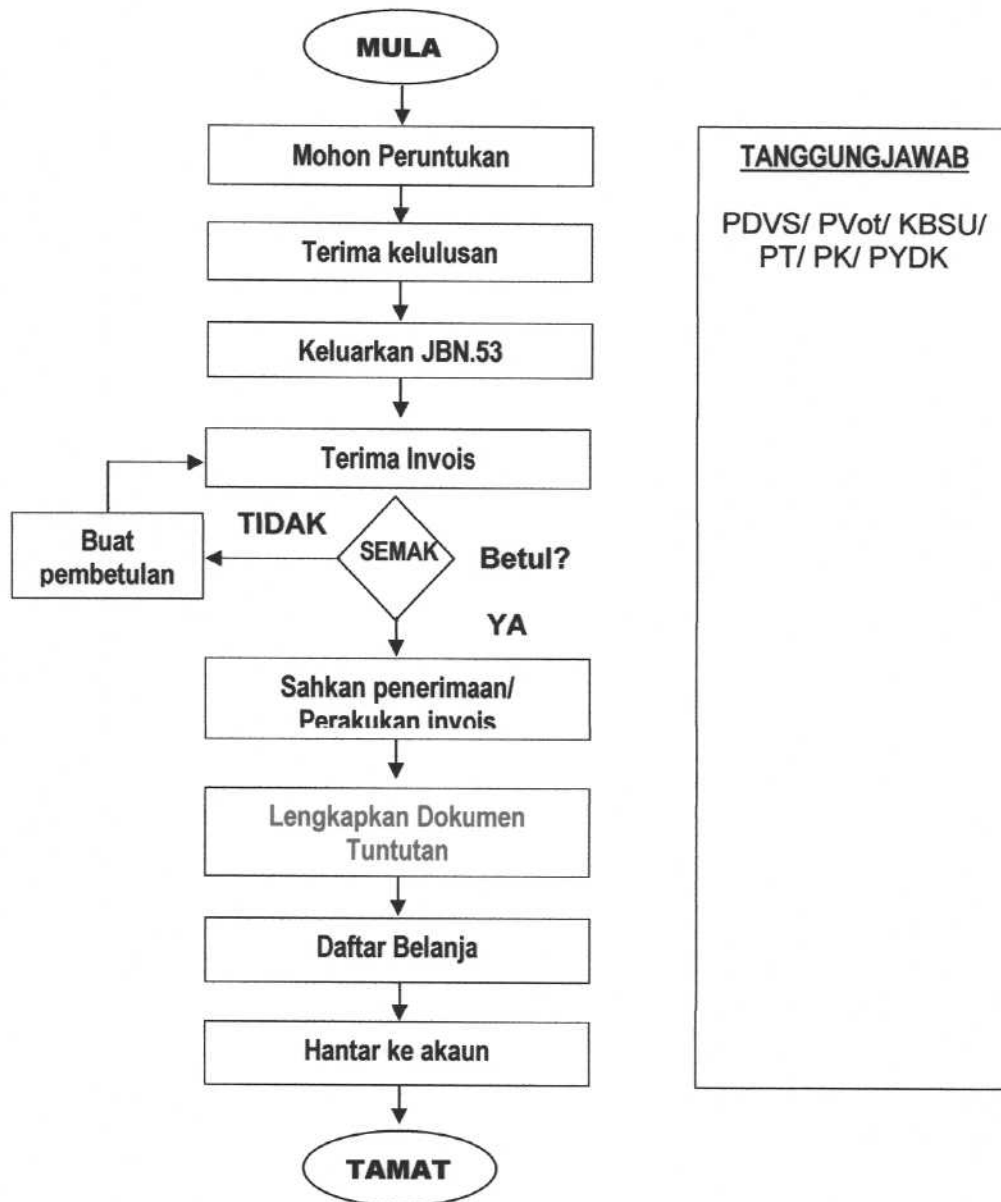 MULA
Mohon Peruntukan
Terima kelulusan
Keluarkan JBN.53
Terima Invois
SEMAK
Betul?
TIDAK
Buat
pembetulan
YA
Sahkan penerimaan/
Perakukan invois
Lengkapkan Dokumen
Tuntutan
Daftar Belanja
Hantar ke akaun
TAMAT
TANGGUNGJAWAB
PDVS/ PVot/ KBSU/
PT/ PK/ PYDK